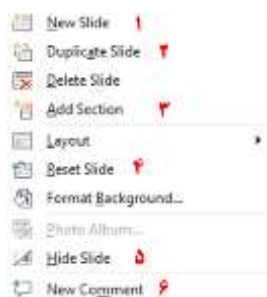 New Slide ۱
Duplicate Slide ۲
Delete Slide
Add Section ۳
Layout
Reset Slide ۴
Format Background...
Photo Album...
Hide Slide ۵
New Comment ۶